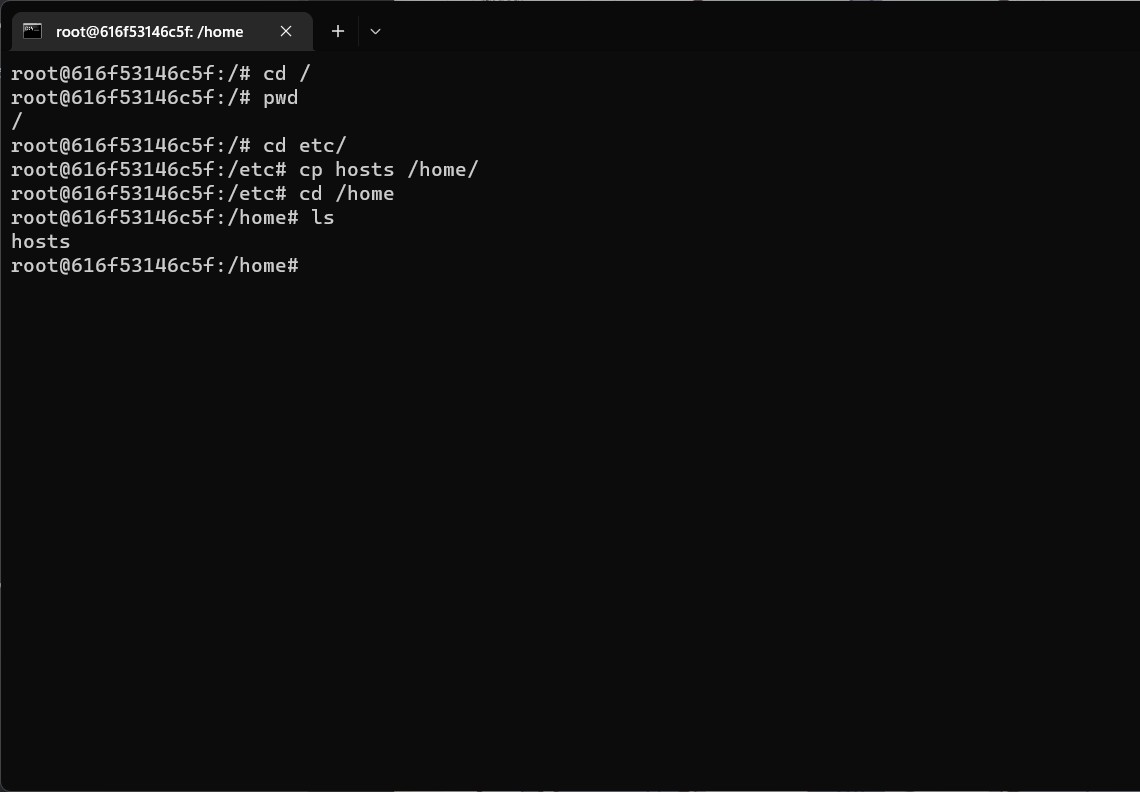 root@616f53146c5f: /home
root@616f53146c5f:/# cd /
root@616f53146c5f:/# pwd
/
root@616f53146c5f:/# cd etc/
root@616f53146c5f:/etc# cp hosts /home/
root@616f53146c5f:/etc# cd /home
root@616f53146c5f:/home# ls
hosts
root@616f53146c5f:/home#